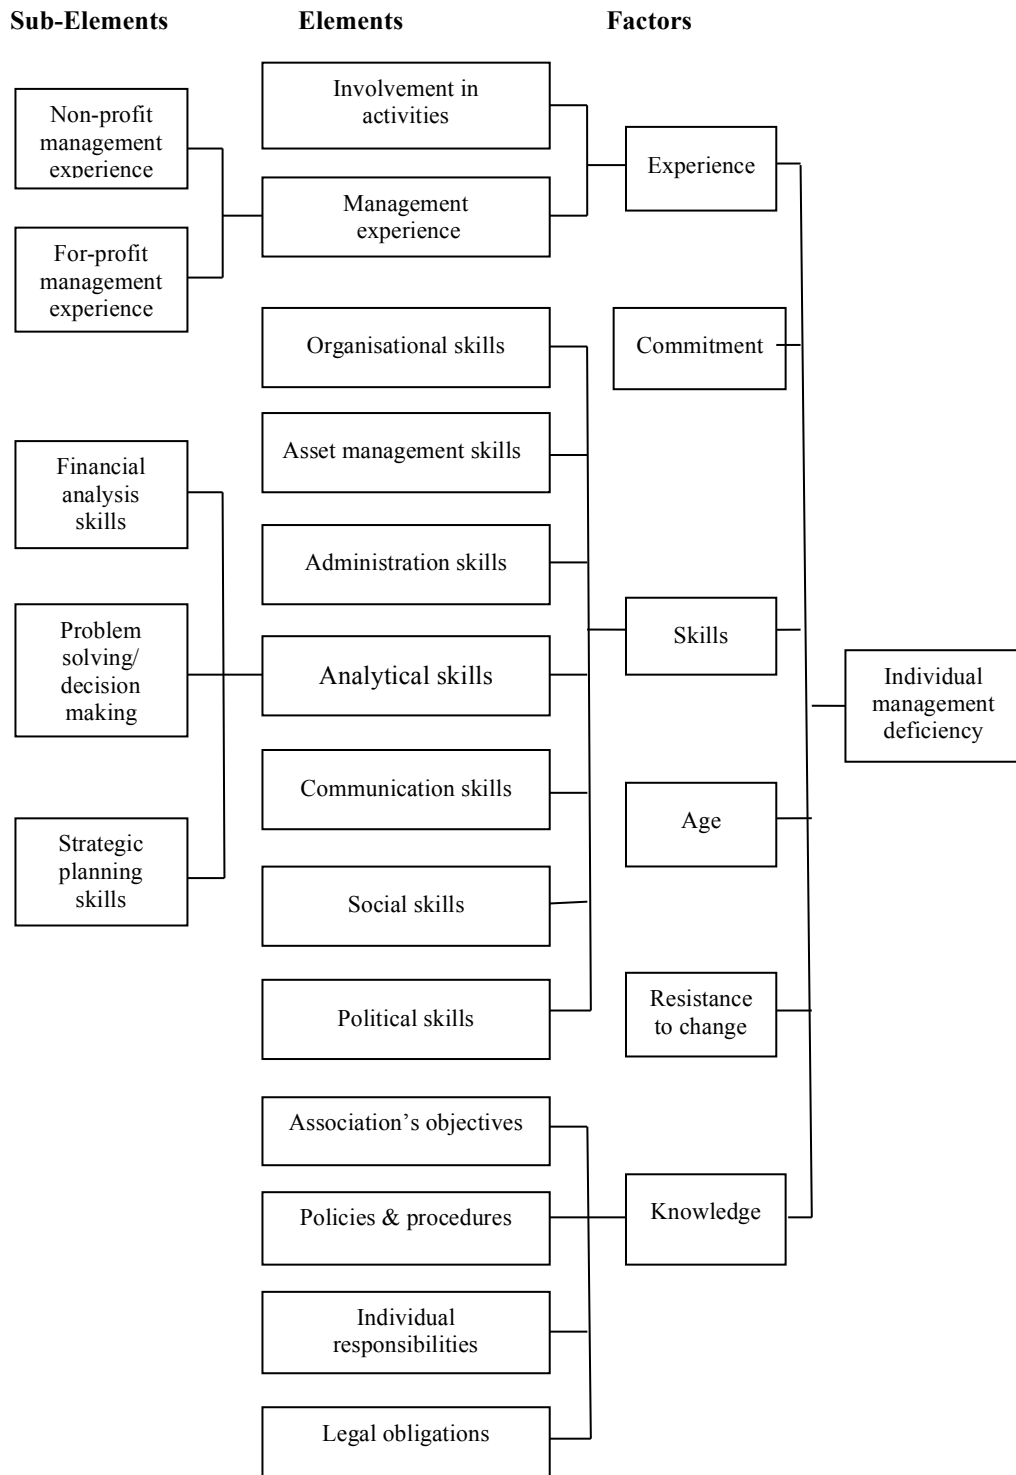 Sub-Elements
Elements
Factors
Non-profit
management
experience
For-profit
management
experience
Financial
analysis
skills
Problem
solving/
decision
making
Strategic
planning
skills
Involvement in
activities
Management
experience
Organisational skills
Asset management skills
Administration skills
Analytical skills
Communication skills
Social skills
Political skills
Association’s objectives
Policies & procedures
Individual
responsibilities
Legal obligations
Experience
Commitment
Skills
Age
Resistance
to change
Knowledge
Individual
management
deficiency